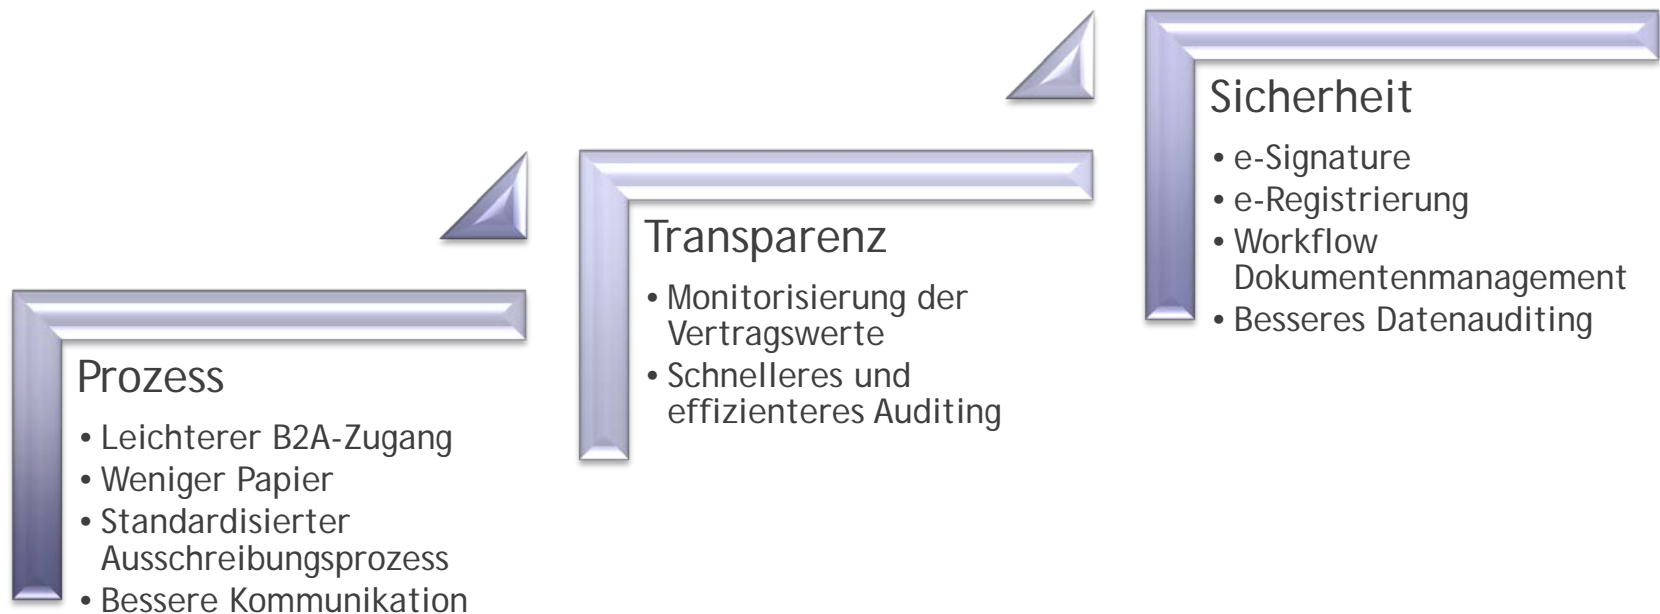 Prozess
• Leichterer B2A-Zugang
• Weniger Papier
• Standardisierter
Ausschreibungsprozess
• Bessere Kommunikation
Transparenz
• Monitorisierung der
Vertragswerte
• Schnelleres und
effizienteres Auditing
Sicherheit
• e-Signature
• e-Registrierung
• Workflow
Dokumentenmanagement
• Besseres Datenauditing